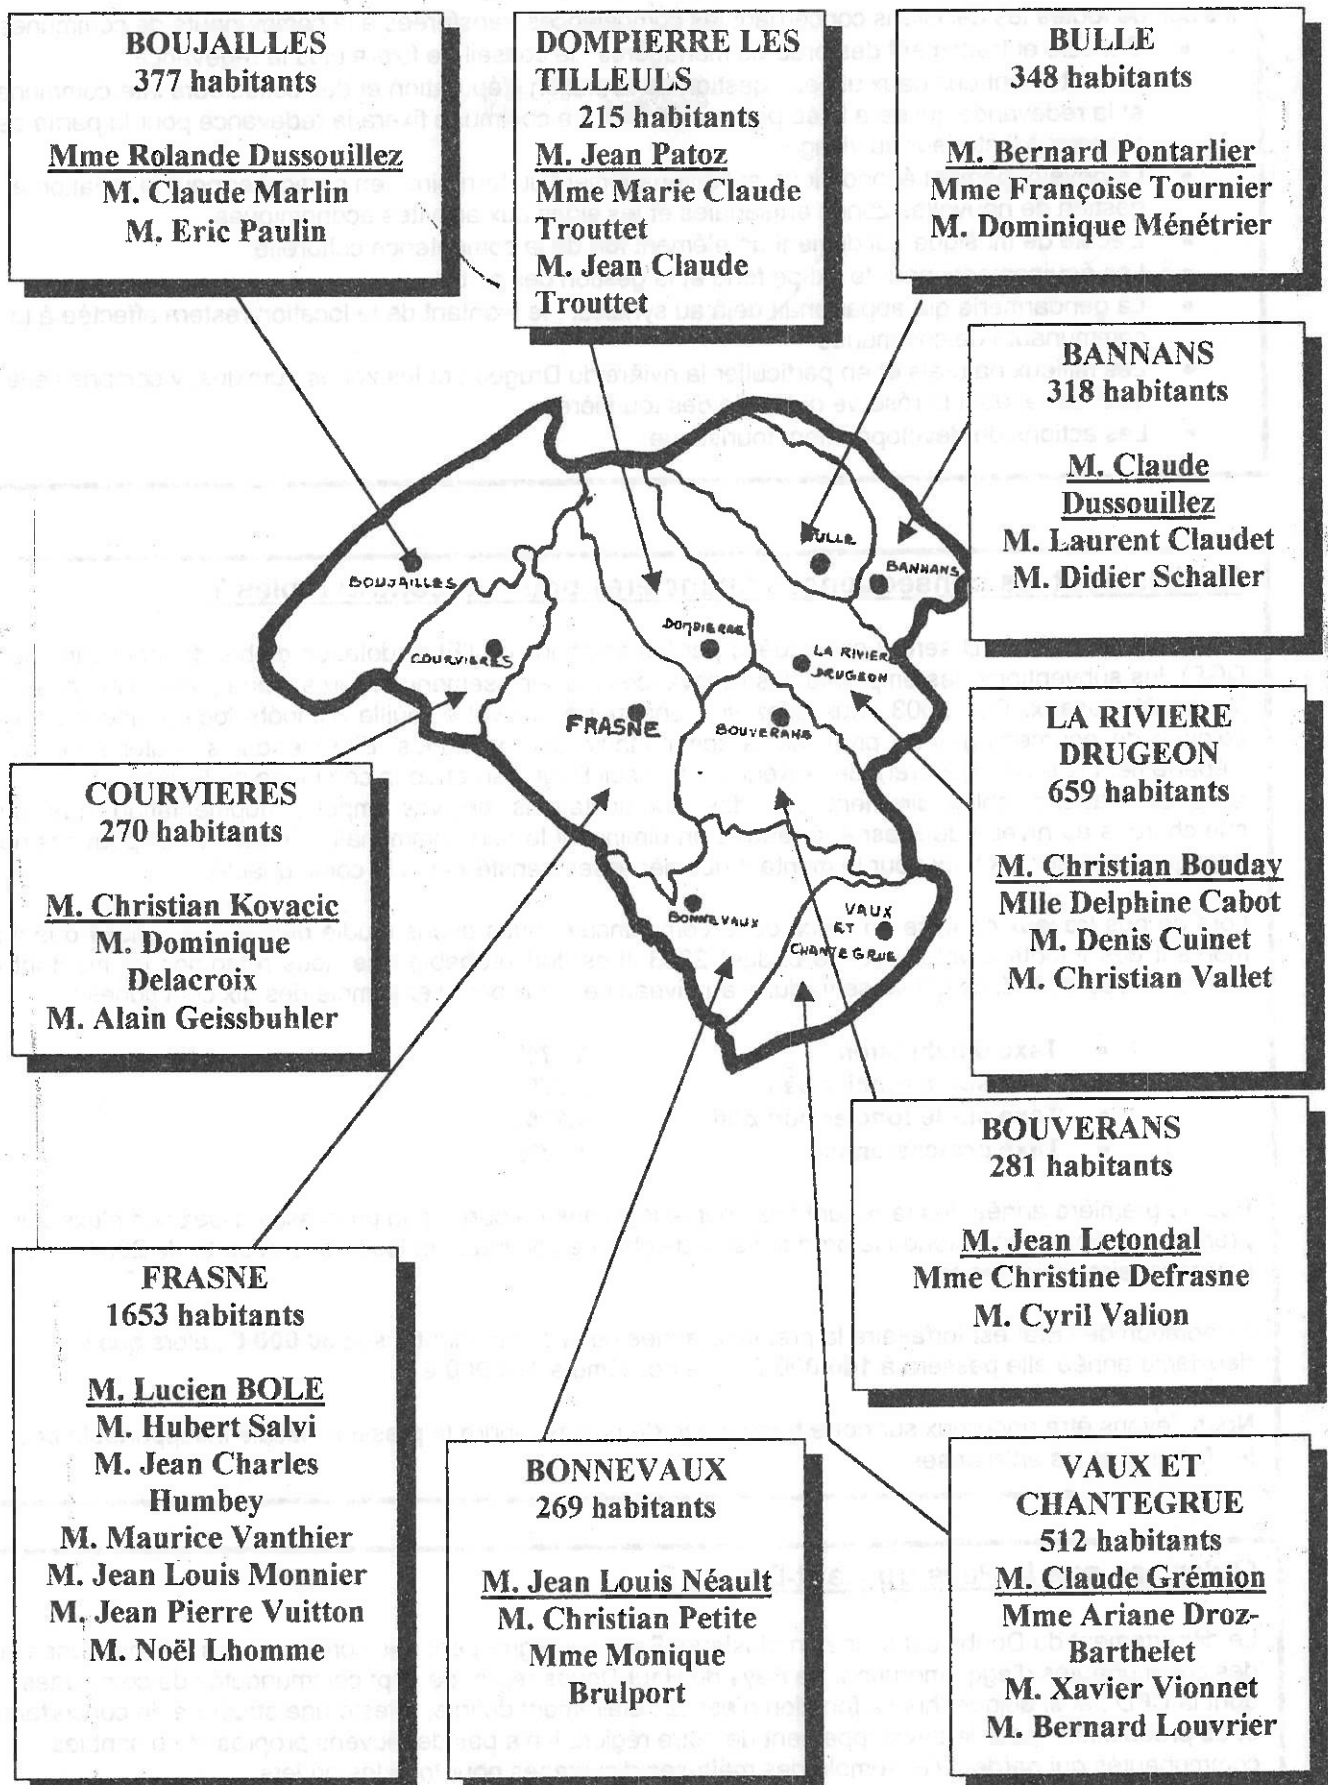 BOUJAILLES
377 habitants
Mme Rolande Dussouillez
M. Claude Marlin
M. Eric Paulin
DOMPIERRE LES
TILLEULS
215 habitants
M. Jean Patoz
Mme Marie Claude
Trouttet
M. Jean Claude
Trouttet
BULLE
348 habitants
M. Bernard Pontarlier
Mme Françoise Tournier
M. Dominique Ménétrier
BANNANS
318 habitants
M. Claude
Dussouillez
M. Laurent Claudet
M. Didier Schaller
BULLE
BANNANS
BOUJAILLES
DOMPIERRE
COURVIERES
LA RIVIERE
DRUGEON
FRASNE
BOUVERANS
BONNEVAUX
VAUX
ET
CHANTEGRUE
COURVIERES
270 habitants
M. Christian Kovacic
M. Dominique
Delacroix
M. Alain Geissbuhler
LA RIVIERE
DRUGEON
659 habitants
M. Christian Bouday
Mlle Delphine Cabot
M. Denis Cuinet
M. Christian Vallet
BOUVERANS
281 habitants
M. Jean Letondal
Mme Christine Defrasne
M. Cyril Valion
FRASNE
1653 habitants
M. Lucien BOLE
M. Hubert Salvi
M. Jean Charles
Humbey
M. Maurice Vanthier
M. Jean Louis Monnier
M. Jean Pierre Vuitton
M. Noël Lhomme
BONNEVAUX
269 habitants
M. Jean Louis Néault
M. Christian Petite
Mme Monique
Brulport
VAUX ET
CHANTEGRUE
512 habitants
M. Claude Grémion
Mme Ariane Droz-
Barthelet
M. Xavier Vionnet
M. Bernard Louvrier